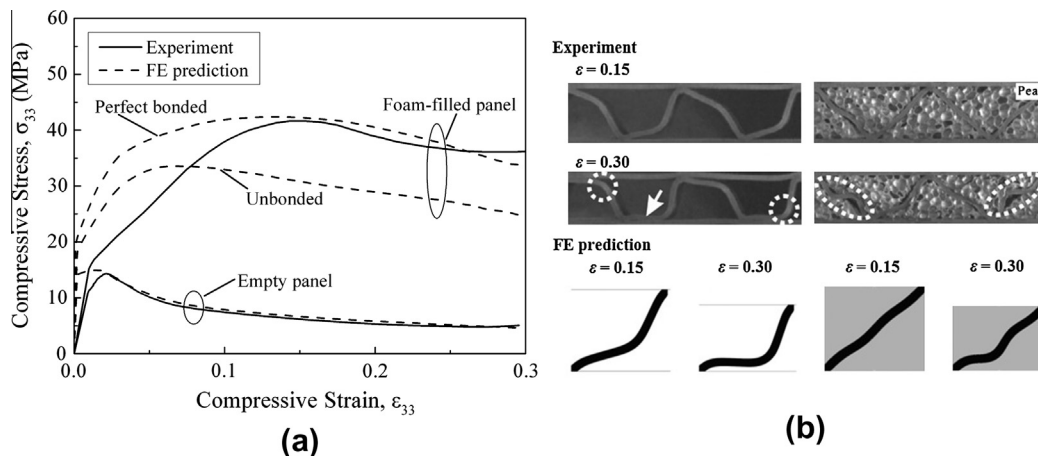 60
50
40
30
20
10
0
0.0 0.1 0.2 0.3
Compressive Stress, σ33 (MPa)
Compressive Strain, ε33
Experiment
FE prediction
Perfect bonded
Foam-filled panel
Unbonded
Empty panel
(a)
Experiment
ε = 0.15
Pea
ε = 0.30
FE prediction
ε = 0.15 ε = 0.30 ε = 0.15 ε = 0.30
(b)